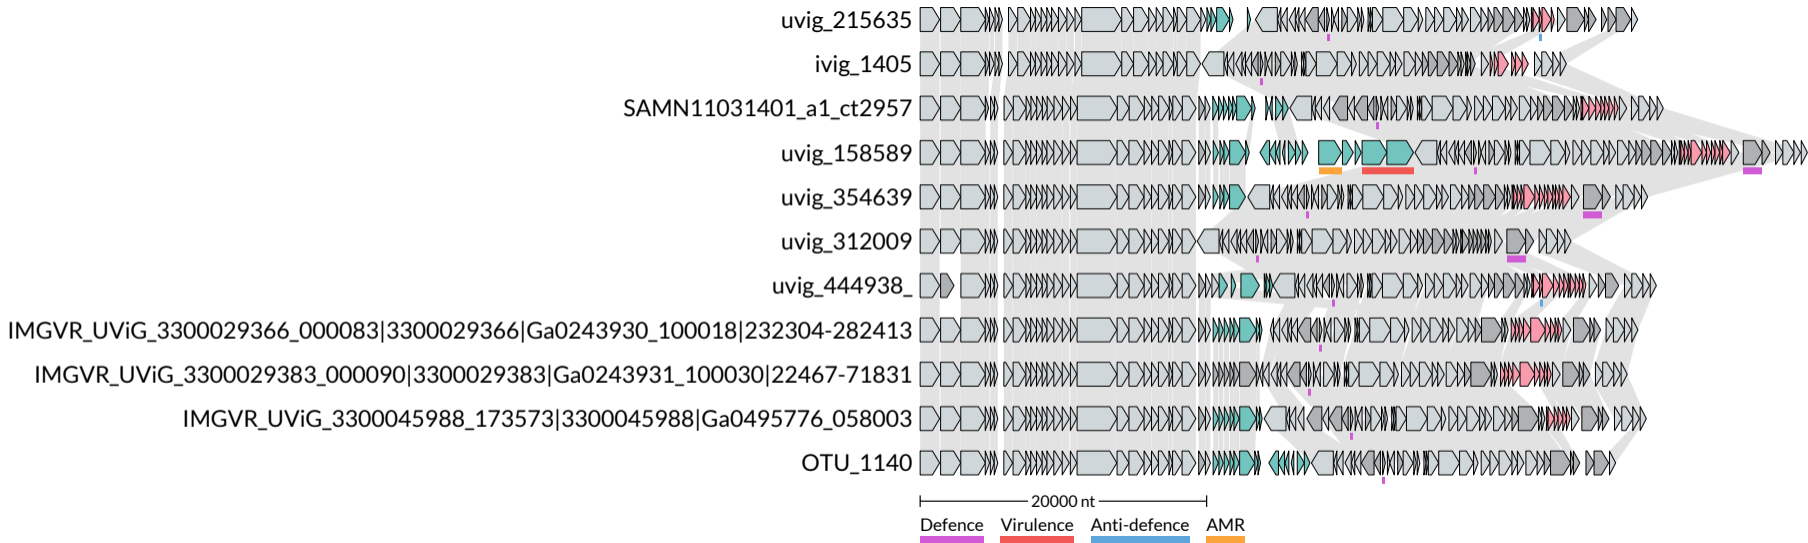 uvig_215635
ivig_1405
SAMN11031401_a1_ct2957
uvig_158589
uvig_354639
uvig_312009
uvig_444938_
IMGVR_UViG_3300029366_000083|3300029366|Ga0243930_100018|232304-282413
IMGVR_UViG_3300029383_000090|3300029383|Ga0243931_100030|22467-71831
IMGVR_UViG_3300045988_173573|3300045988|Ga0495776_058003
OTU_1140
20000 nt
Defence Virulence Anti-defence AMR